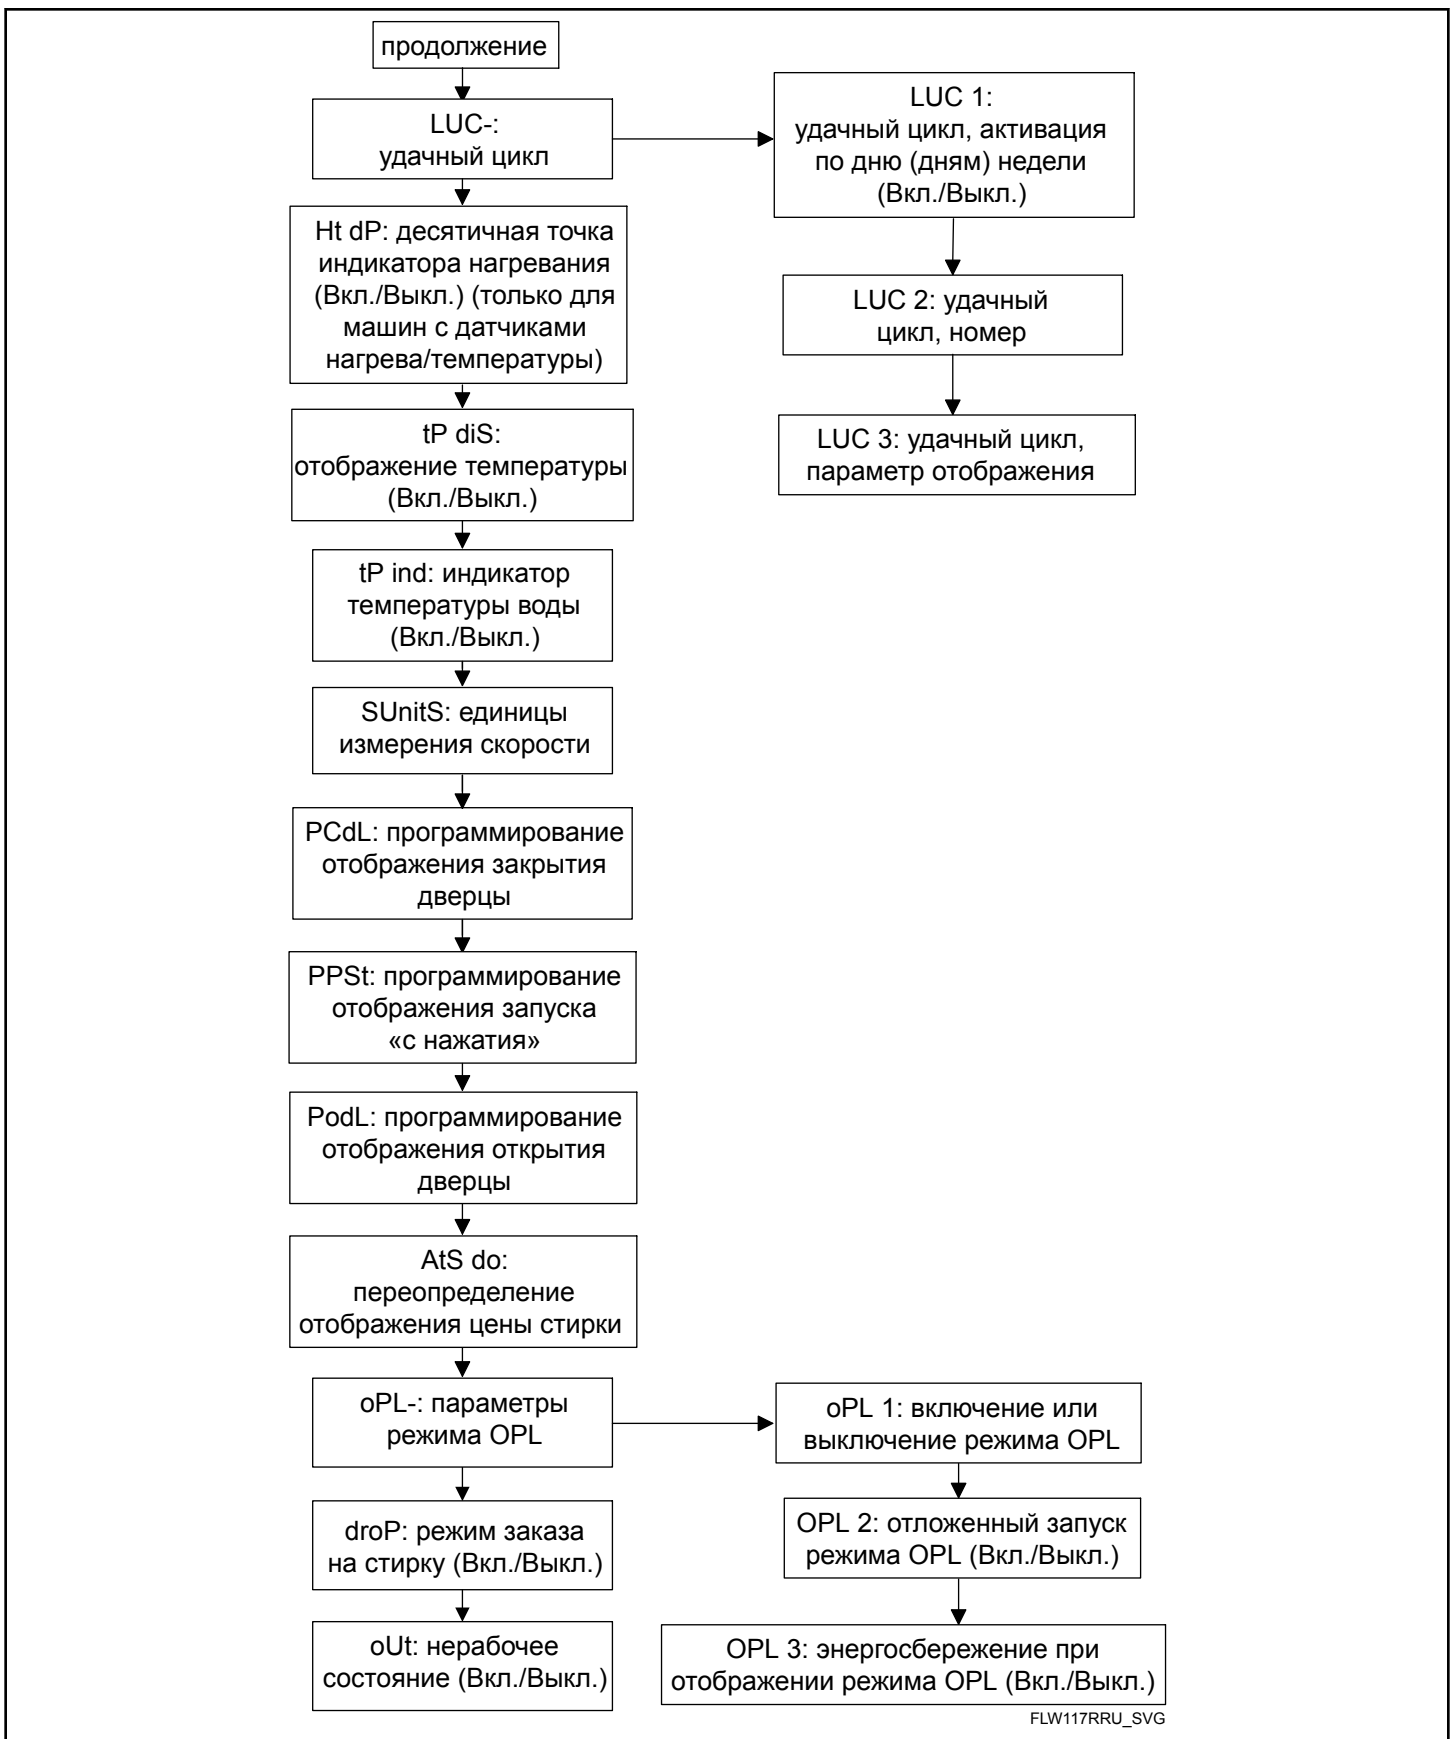 продолжение
LUC-:
удачный цикл
LUC 1:
удачный цикл, активация
по дню (дням) недели
(Вкл./Выкл.)
Ht dP: десятичная точка
индикатора нагревания
(Вкл./Выкл.) (только для
машин с датчиками
нагрева/температуры)
LUC 2: удачный
цикл, номер
LUC 3: удачный цикл,
параметр отображения
tP diS:
отображение температуры
(Вкл./Выкл.)
tP ind: индикатор
температуры воды
(Вкл./Выкл.)
SUnitS: единицы
измерения скорости
PCdL: программирование
отображения закрытия
дверцы
PPSt: программирование
отображения запуска
«с нажатия»
PodL: программирование
отображения открытия
дверцы
AtS do:
переопределение
отображения цены стирки
oPL-: параметры
режима OPL
oPL 1: включение или
выключение режима OPL
OPL 2: отложенный запуск
режима OPL (Вкл./Выкл.)
droP: режим заказа
на стирку (Вкл./Выкл.)
oUt: нерабочее
состояние (Вкл./Выкл.)
OPL 3: энергосбережение при
отображении режима OPL (Вкл./Выкл.)
FLW117RRU_SVG